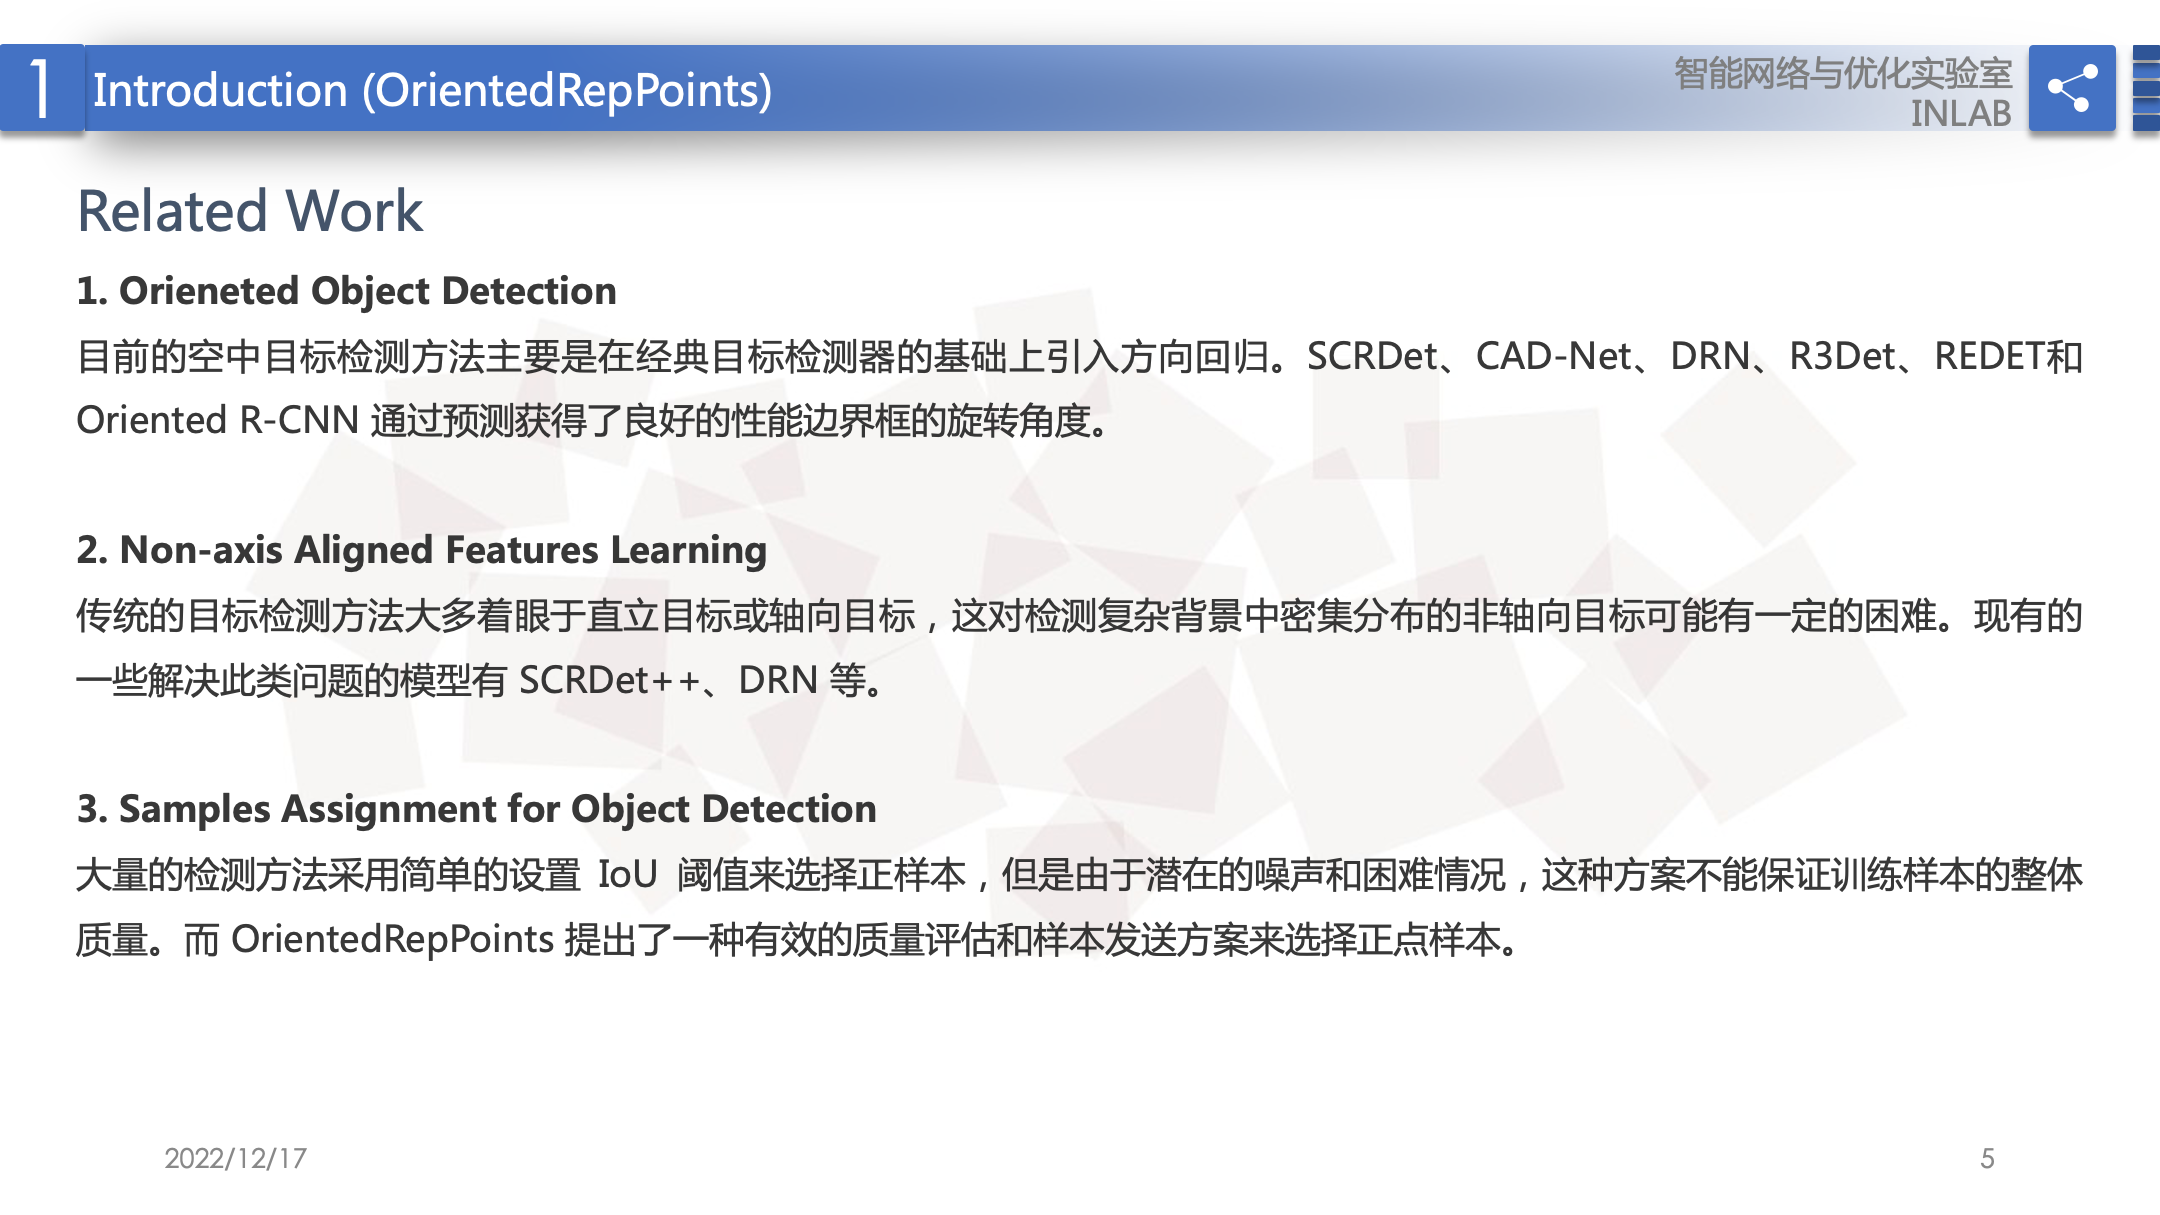 1
Introduction (OrientedRepPoints)
智能网络与优化实验室
INLAB
Related Work
1. Orieneted Object Detection
目前的空中目标检测方法主要是在经典目标检测器的基础上引入方向回归。SCRDet、CAD-Net、DRN、R3Det、REDET和
Oriented R-CNN 通过预测获得了良好的性能边界框的旋转角度。
2. Non-axis Aligned Features Learning
传统的目标检测方法大多着眼于直立目标或轴向目标，这对检测复杂背景中密集分布的非轴向目标可能有一定的困难。现有的
一些解决此类问题的模型有 SCRDet++、DRN 等。
3. Samples Assignment for Object Detection
大量的检测方法采用简单的设置 IoU 阈值来选择正样本，但是由于潜在的噪声和困难情况，这种方案不能保证训练样本的整体
质量。而 OrientedRepPoints 提出了一种有效的质量评估和样本发送方案来选择正点样本。
2022/12/17
5